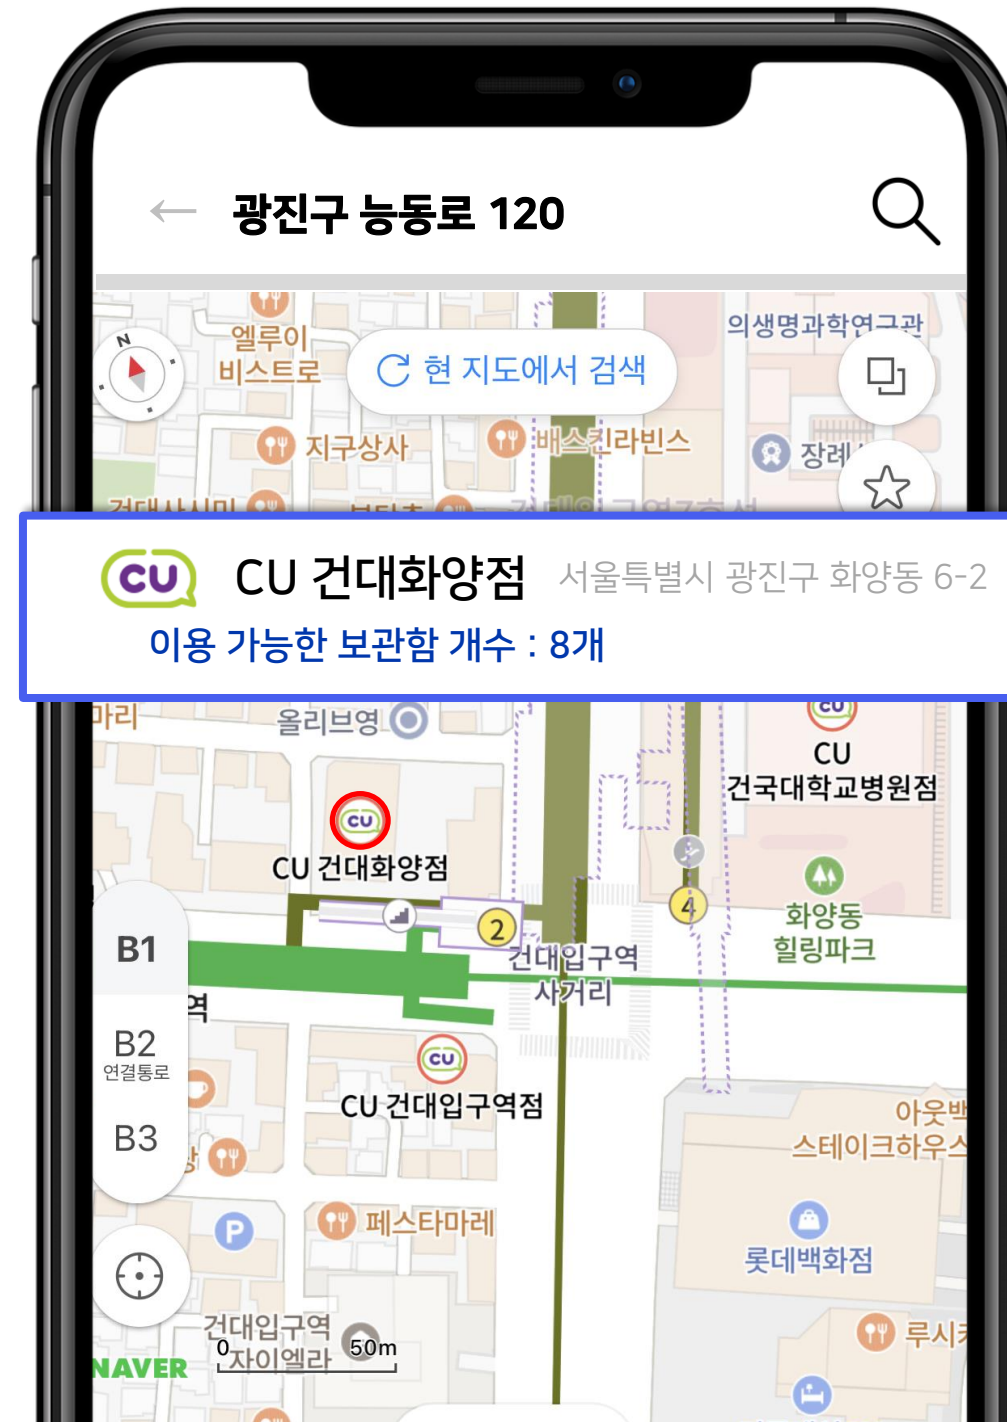 ← 광진구 능동로 120
엘루이
비스트로
현 지도에서 검색
의생명과학연구관
N
지구상사
배스킨라빈스
장례
CU CU 건대화양점 서울특별시 광진구 화양동 6-2
이용 가능한 보관함 개수 : 8개
마리
올리브영
CU
CU
건국대학교병원점
CU
CU 건대화양점
2
4
화양동
힐링파크
건대입구역
사거리
B1
역
B2
연결통로
B3
CU
CU 건대입구역점
아웃백
스테이크하우스
페스타마레
P
롯데백화점
건대입구역
자이엘라
0 50m
루시
NAVER